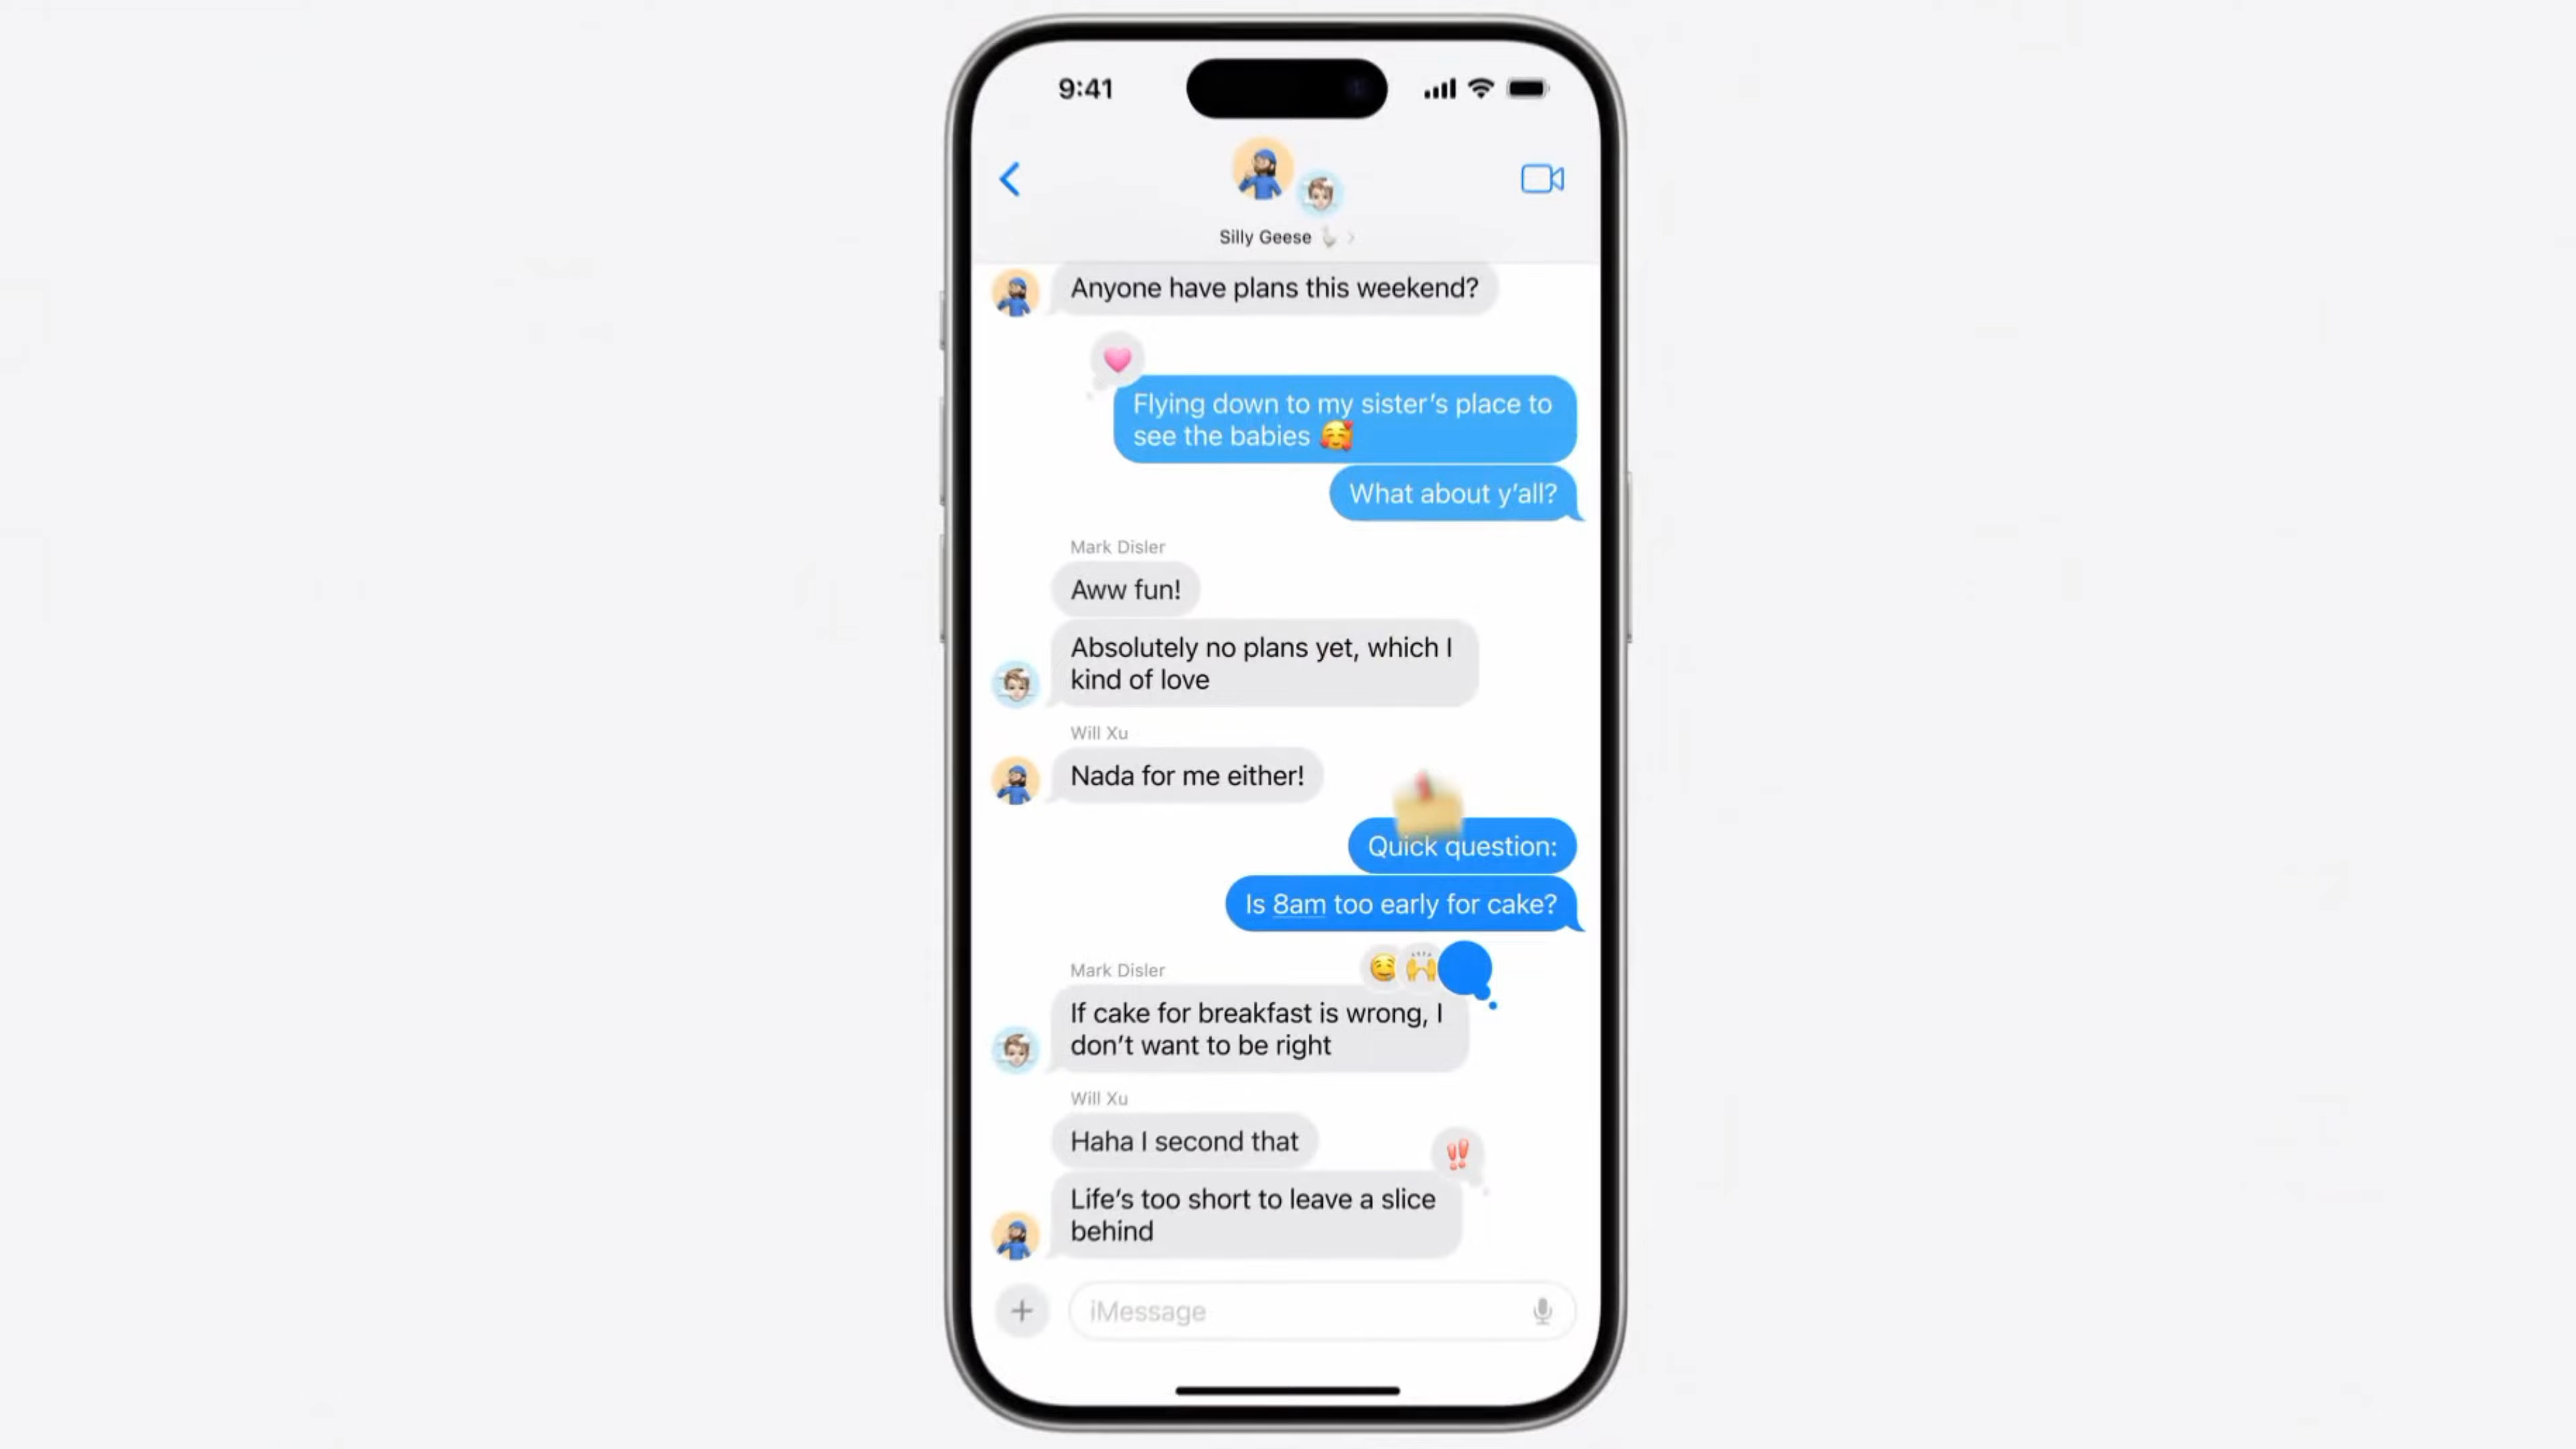 9:41
Silly Geese
Anyone have plans this weekend?
Flying down to my sister’s place to
see the babies 🥰
What about y’all?
Mark Disler
Aww fun!
Absolutely no plans yet, which I
kind of love
Will Xu
Nada for me either!
Quick question:
Is 8am too early for cake?
Mark Disler
If cake for breakfast is wrong, I
don’t want to be right
Will Xu
Haha I second that
Life’s too short to leave a slice
behind
iMessage